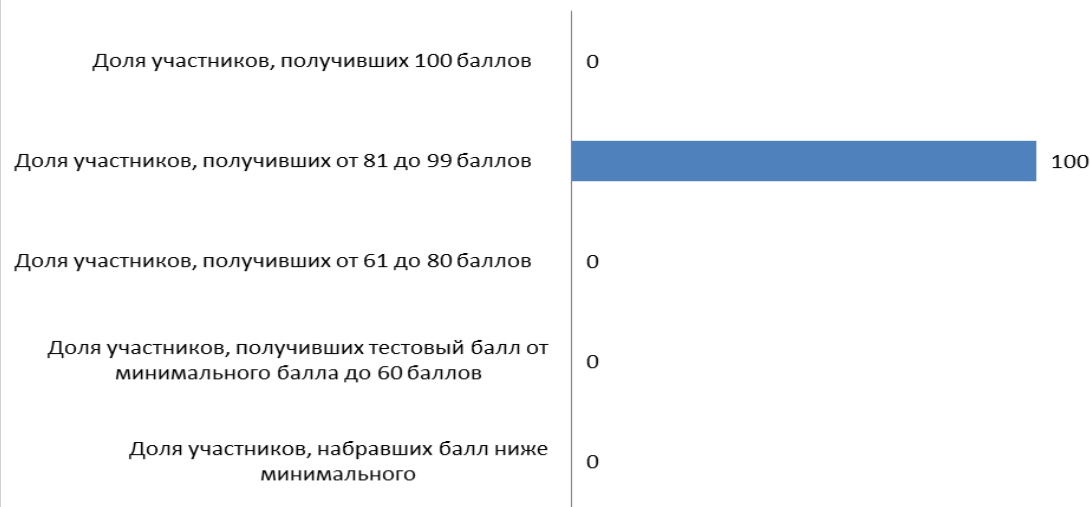 Доля участников, получивших 100 баллов 0
Доля участников, получивших от 81 до 99 баллов 100
Доля участников, получивших от 61 до 80 баллов 0
Доля участников, получивших тестовый балл от
минимального балла до 60 баллов 0
Доля участников, набравших балл ниже
минимального 0